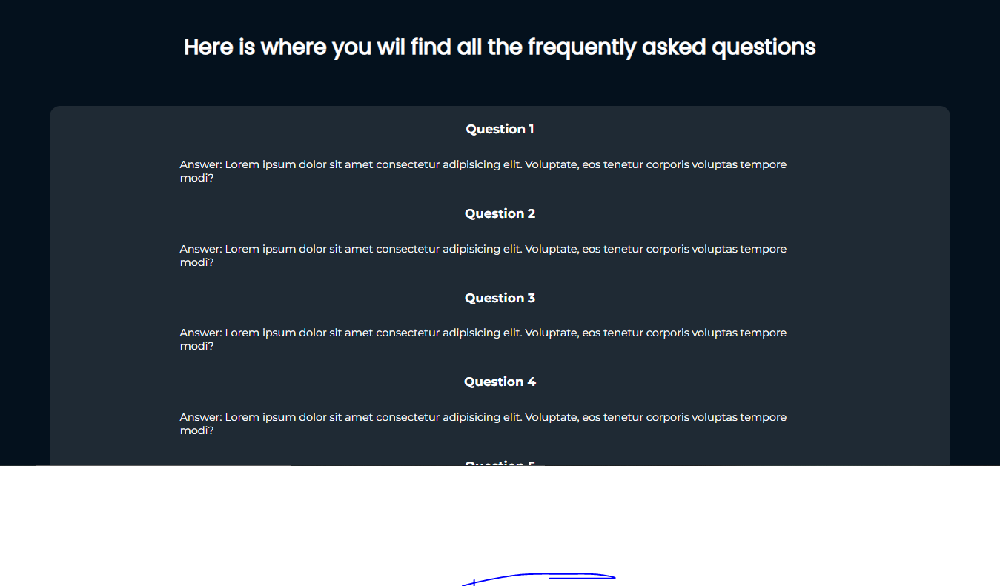 Here is where you wil find all the frequently asked questions
Question 1
Answer: Lorem ipsum dolor sit amet consectetur adipisicing elit. Voluptate, eos tenetur corporis voluptas tempore
modi?
Question 2
Answer: Lorem ipsum dolor sit amet consectetur adipisicing elit. Voluptate, eos tenetur corporis voluptas tempore
modi?
Question 3
Answer: Lorem ipsum dolor sit amet consectetur adipisicing elit. Voluptate, eos tenetur corporis voluptas tempore
modi?
Question 4
Answer: Lorem ipsum dolor sit amet consectetur adipisicing elit. Voluptate, eos tenetur corporis voluptas tempore
modi?
Question 5